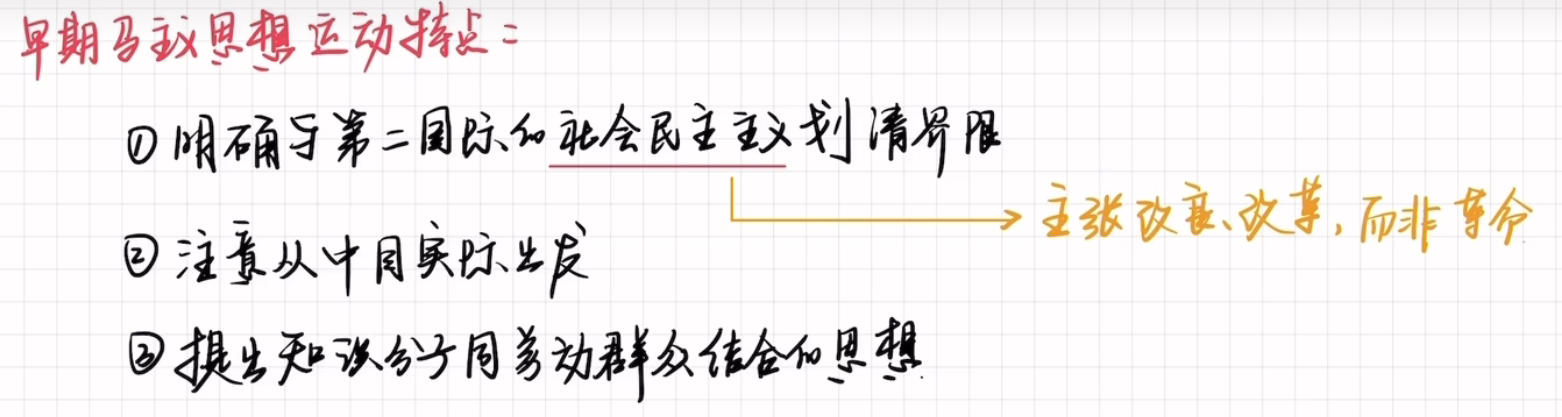 早期马主义思想运动特点：
①明确与第二国际的社会民主主义划清界限
主张改良、改革,而非革命
②注意从中国实际出发
③提出知识分子同劳动群众结合的思想.